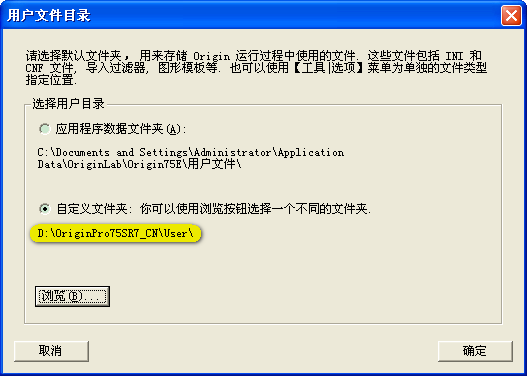 用户文件目录
请选择默认文件夹， 用来存储 Origin 运行过程中使用的文件. 这些文件包括 INI 和
CNF 文件, 导入过滤器, 图形模板等. 也可以使用【工具|选项】菜单为单独的文件类型
指定位置.
选择用户目录
应用程序数据文件夹(A):
C:\Documents and Settings\Administrator\Application
Data\OriginLab\Origin75E\用户文件\
自定义文件夹: 你可以使用浏览按钮选择一个不同的文件夹.
D:\OriginPro75SR7_CN\User\
浏览(B)...
取消
确定